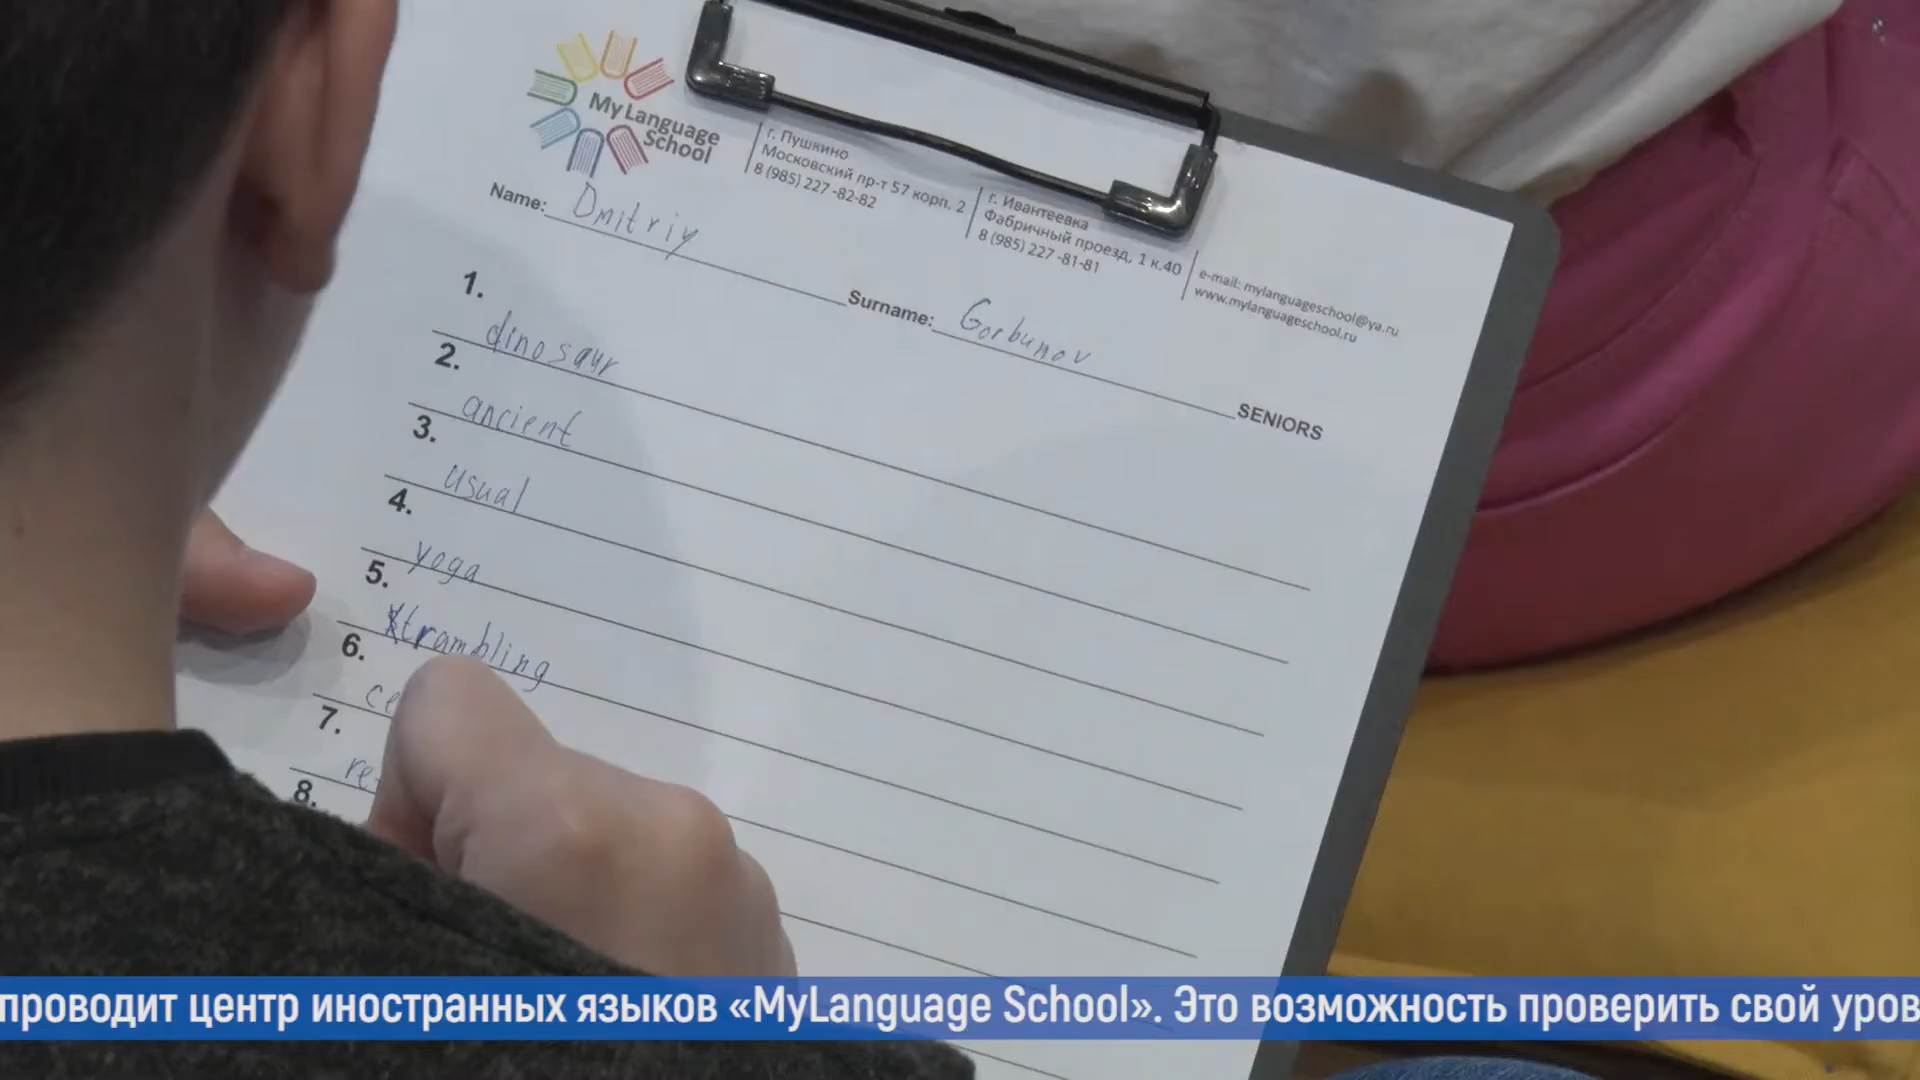 My Language
School
г. Пушкино
Московский пр-т 57 корп. 2
8 (985) 227 -82-82
г. Ивантеевка
Фабричный проезд, 1 к.40
8 (985) 227 -81-81
e-mail: mylanguageschool@ya.ru
www.mylanguageschool.ru
Name: Dmitriy
Surname: Gorbunov
SENIORS
1. dinosaur
2. ancient
3. usual
4. yoga
5. trambling
6. ce
7. re
8.
проводит центр иностранных языков «MyLanguage School». Это возможность проверить свой уров